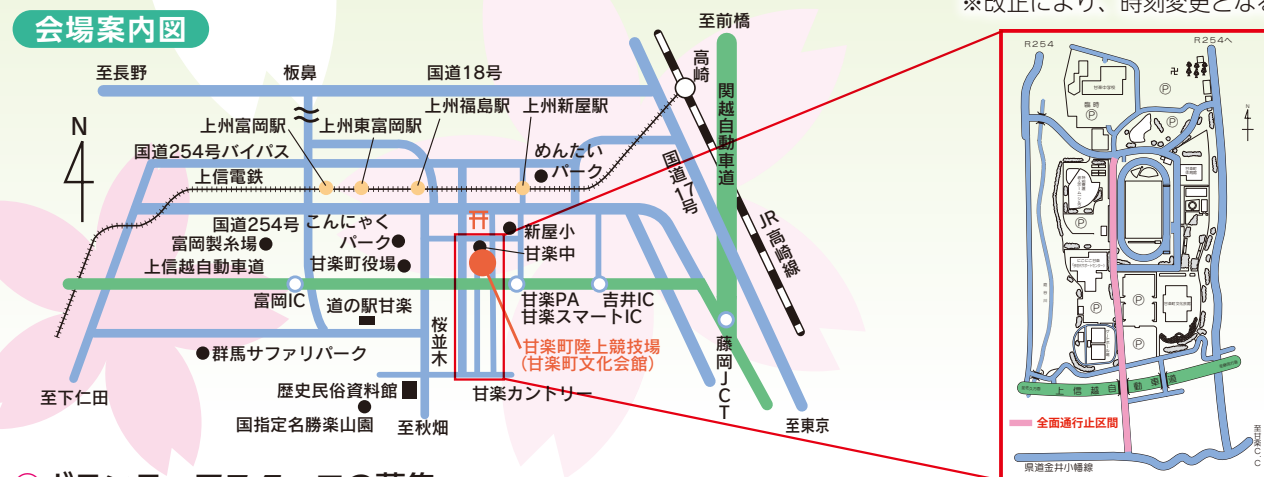 ※改正により、時刻変更となる
会場案内図
至前橋
至長野
板鼻
国道18号
高崎
関越自動車道
上州福島駅
上州新屋駅
上州富岡駅
上州東富岡駅
N
国道254号バイパス
めんたい
パーク
上信電鉄
国道17号
国道254号
こんにゃく
パーク
富岡製糸場
新屋小
甘楽中
JR高崎線
上信越自動車道
甘楽町役場
富岡IC
道の駅甘楽
甘楽PA
吉井IC
甘楽スマートIC
桜並木
藤岡JCT
甘楽町陸上競技場
(甘楽町文化会館)
群馬サファリパーク
至下仁田
歴史民俗資料館
甘楽カントリー
国指定名勝楽山園
至秋畑
至東京
R254
R254へ
甘楽中学校
臨時
P
P
P
N
P
P
P
P
P
上信越自動車道
全面通行止区間
県道金井小幡線
至甘楽C.C